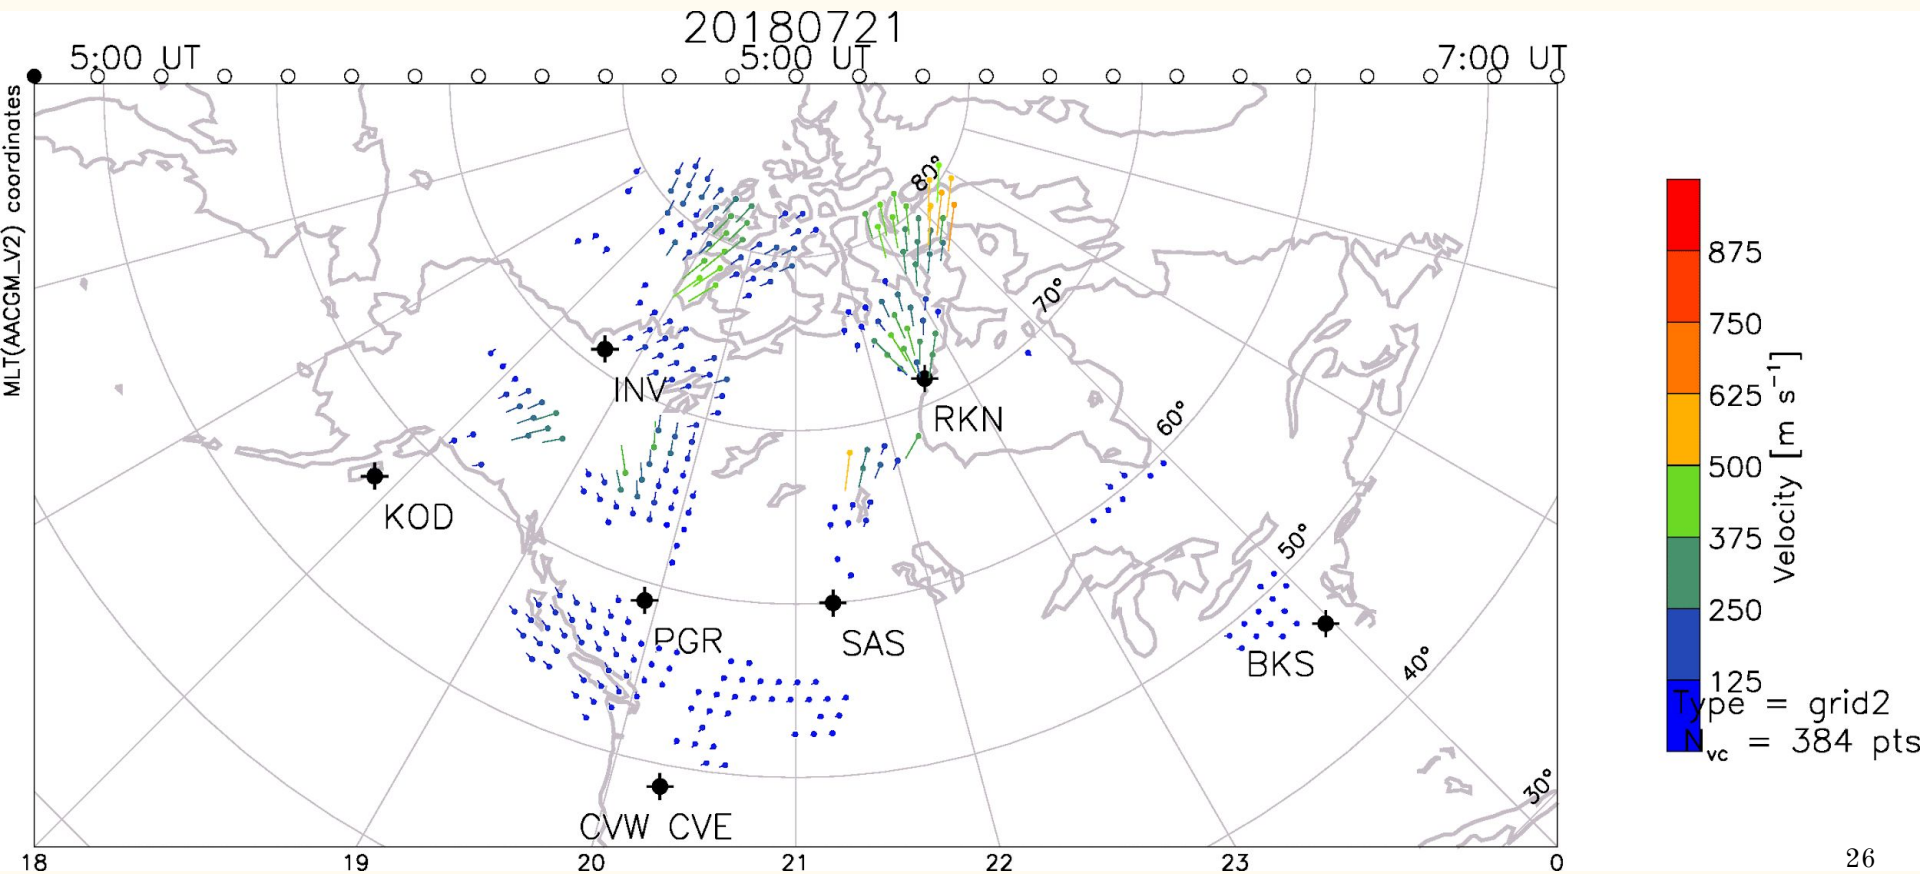 20180721
5:00 UT
5:00 UT
7:00 UT
MLT(AACGM_V2) coordinates
80°
70°
60°
50°
40°
30°
INV
RKN
KOD
PGR
SAS
BKS
CVW CVE
18 19 20 21 22 23 0
875
750
625
500
375
250
125
Velocity [m s⁻¹]
Type = grid2
Nvc = 384 pts
26